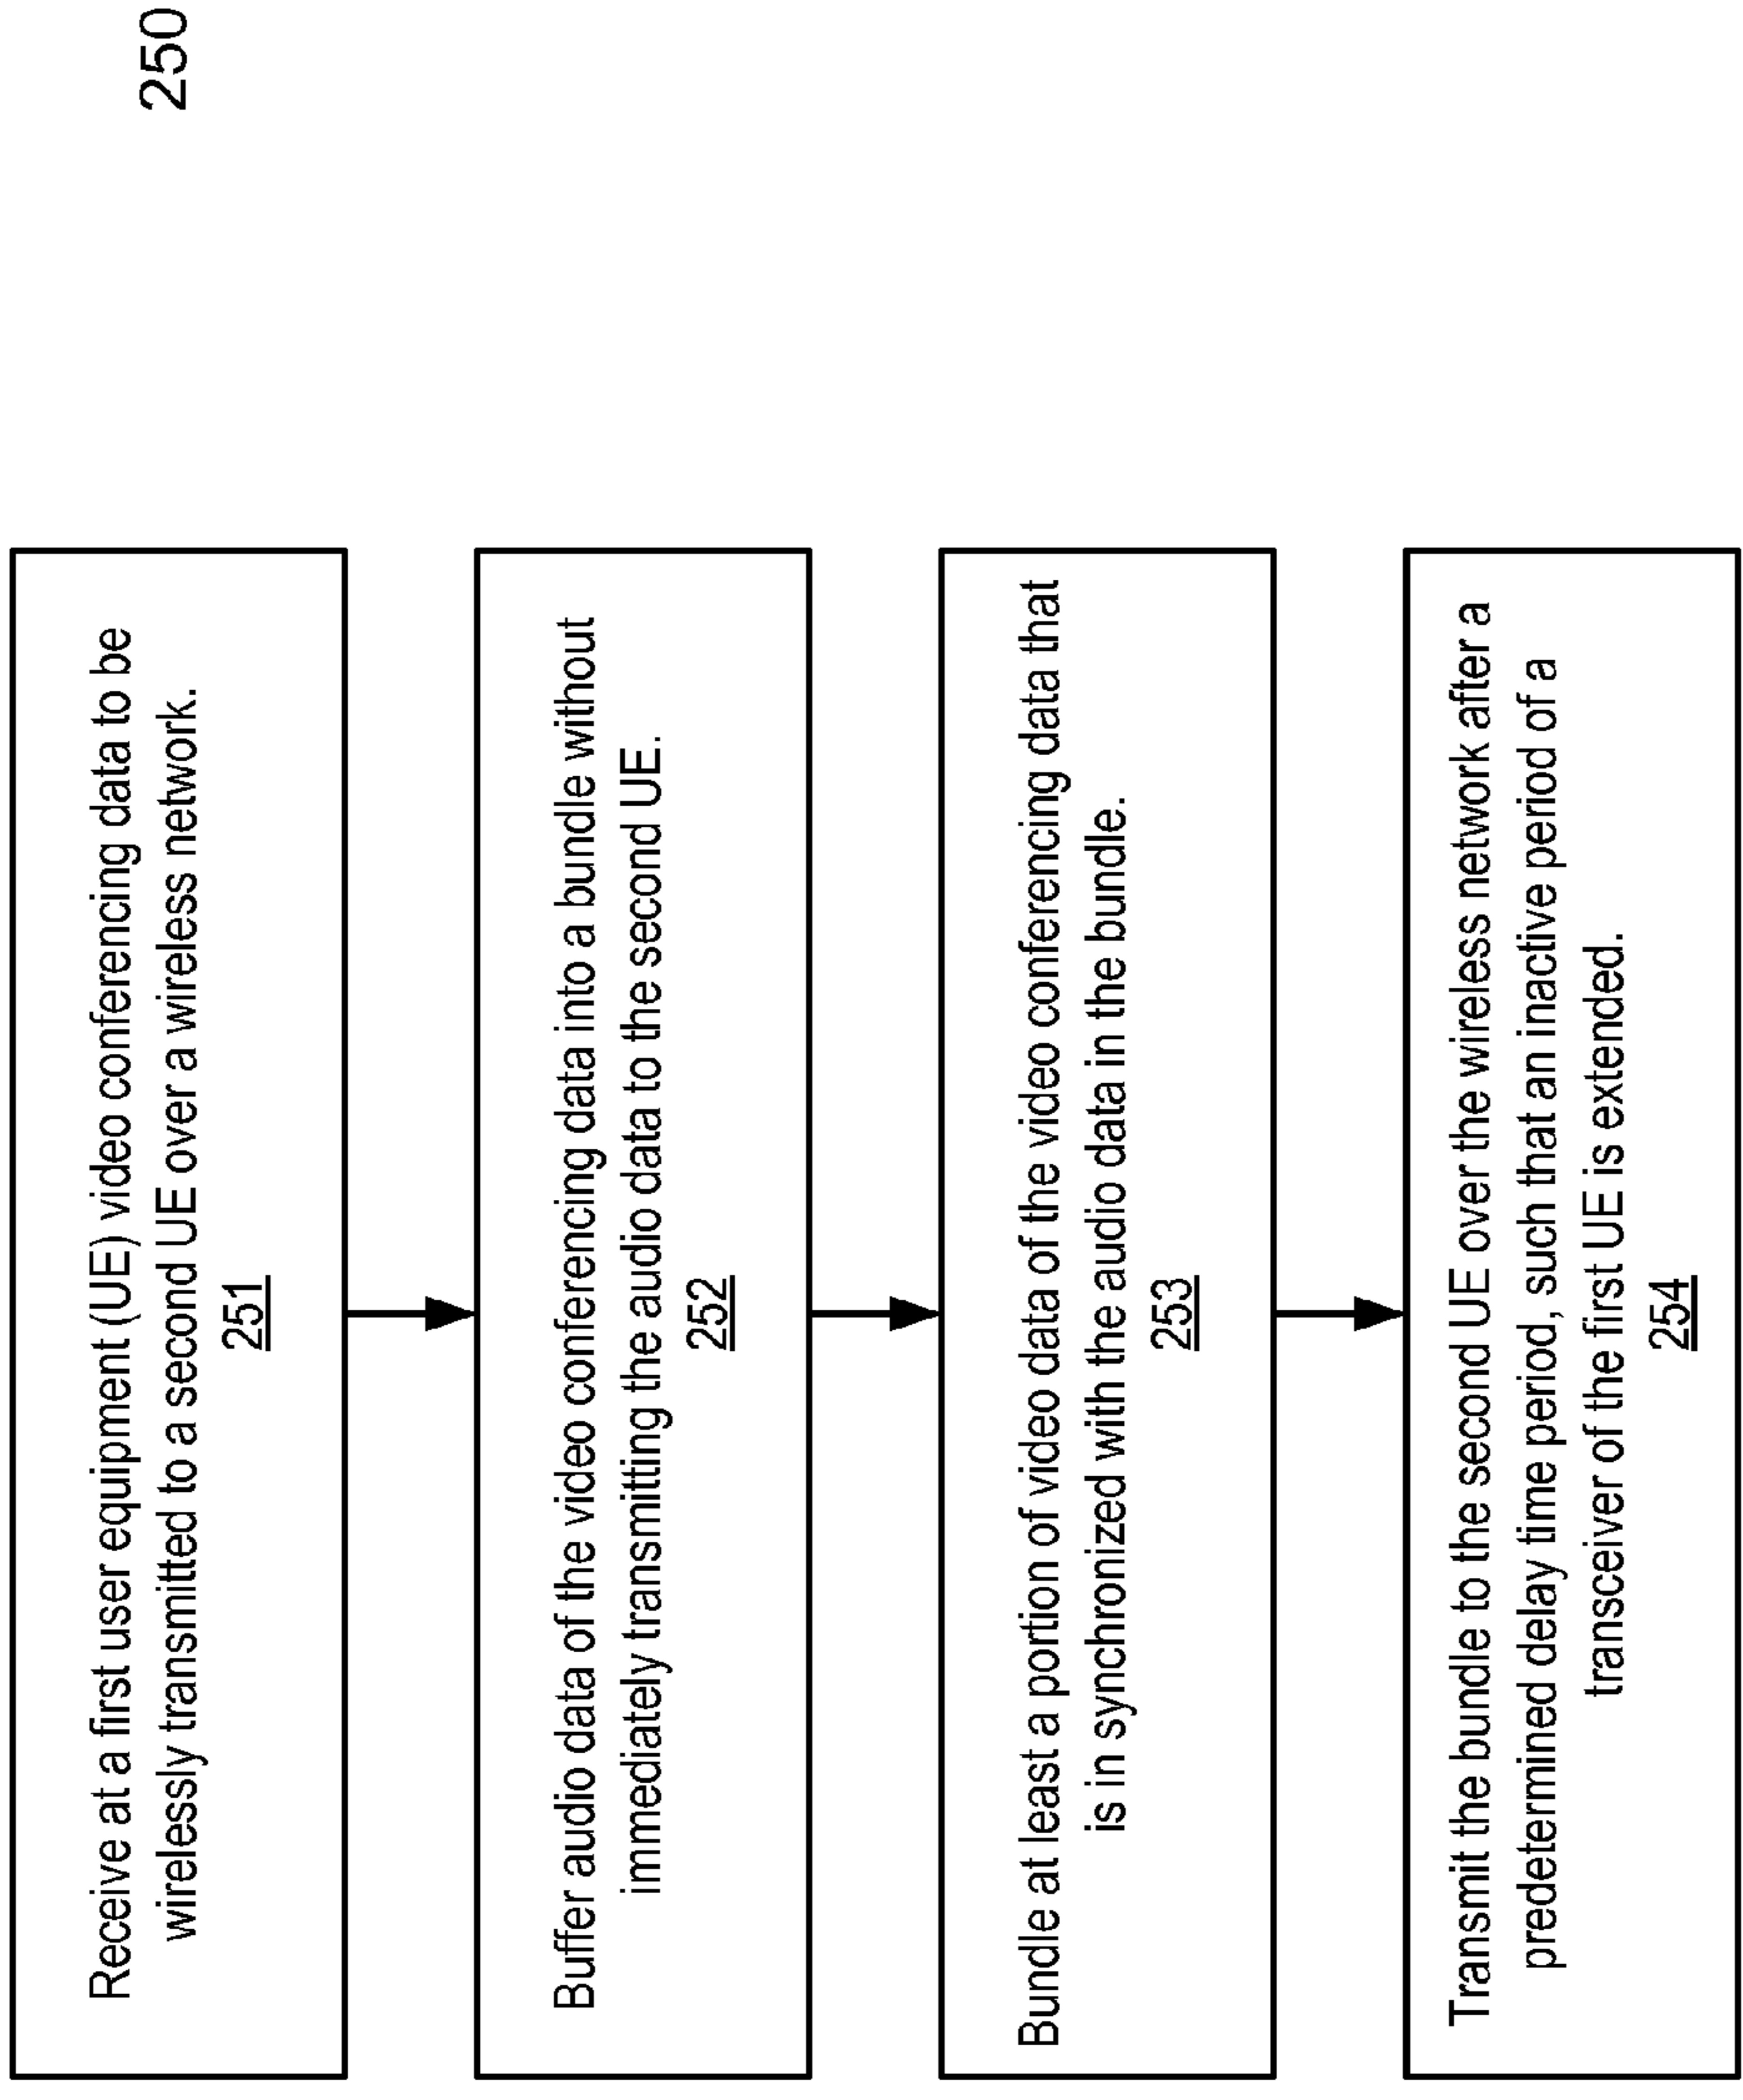 250
Receive at a first user equipment (UE) video conferencing data to be
wirelessly transmitted to a second UE over a wireless network.
251
Buffer audio data of the video conferencing data into a bundle without
immediately transmitting the audio data to the second UE.
252
Bundle at least a portion of video data of the video conferencing data that
is in synchronized with the audio data in the bundle.
253
Transmit the bundle to the second UE over the wireless network after a
predetermined delay time period, such that an inactive period of a
transceiver of the first UE is extended.
254